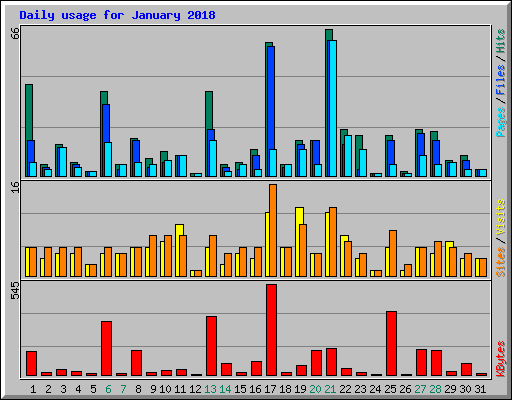 Daily usage for January 2018
66
Pages / Files / Hits
16
Sites / Visits
545
KBytes
1 2 3 4 5 6 7 8 9 10 11 12 13 14 15 16 17 18 19 20 21 22 23 24 25 26 27 28 29 30 31